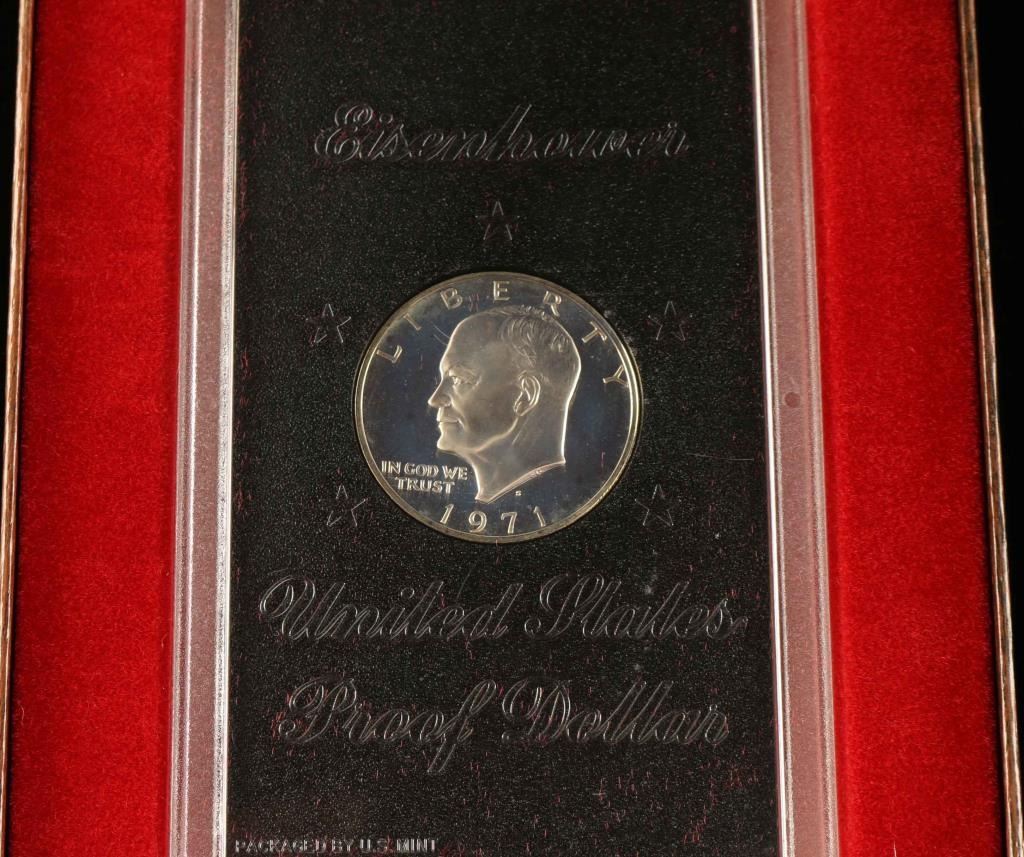 Eisenhower
LIBERTY
IN GOD WE
TRUST
S
1971
United States
Proof Dollar
PACKAGED BY U.S. MINT